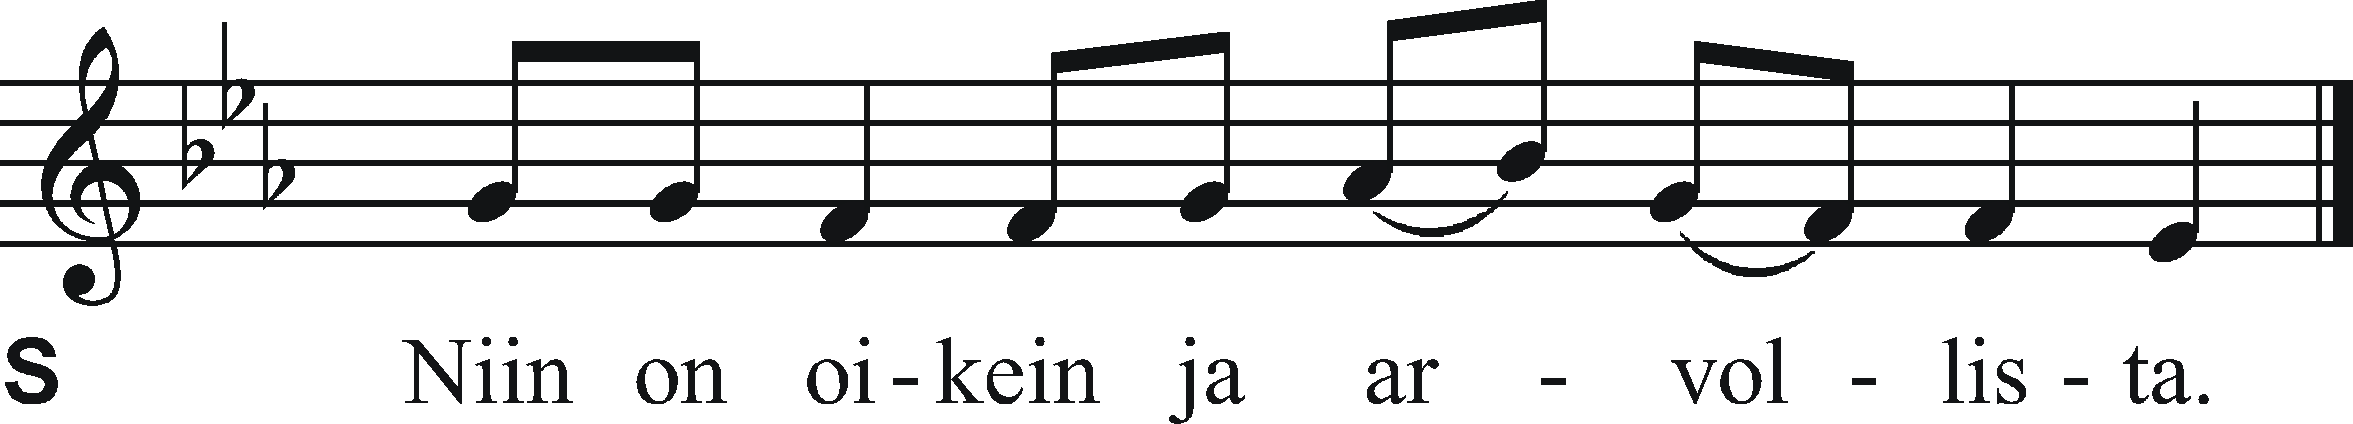 S Niin on oi - kein ja ar - vol - lis - ta.